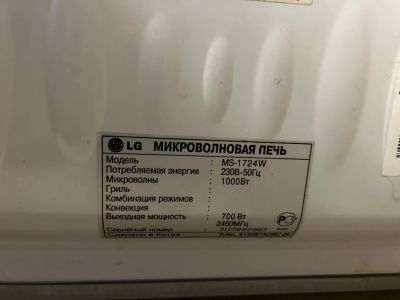 LG МИКРОВОЛНОВАЯ ПЕЧЬ
Модель : MS-1724W
Потребляемая энергия : 230В-50Гц
Микроволны : 1000Вт
Гриль :
Комбинация режимов :
Конвекция :
Выходная мощность : 700 Вт
2450МГц
Серийный номер :
Сделано в Китае